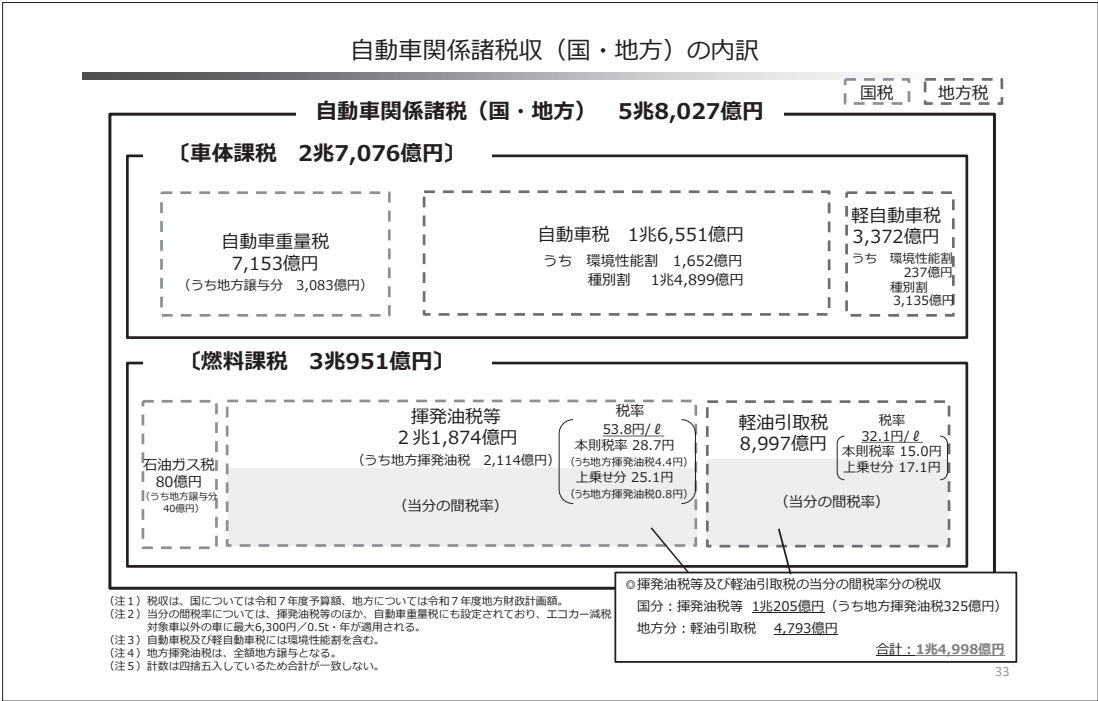 自動車関係諸税収（国・地方）の内訳
国税
地方税
自動車関係諸税（国・地方）　5兆8,027億円
〔車体課税　2兆7,076億円〕
自動車重量税
7,153億円
（うち地方譲与分　3,083億円）
自動車税　1兆6,551億円
うち　環境性能割　1,652億円
種別割　1兆4,899億円
軽自動車税
3,372億円
うち　環境性能割
237億円
種別割
3,135億円
〔燃料課税　3兆951億円〕
石油ガス税
80億円
（うち地方譲与分
40億円）
揮発油税等
２兆1,874億円
（うち地方揮発油税　2,114億円）
（当分の間税率）
税率
53.8円/ℓ
本則税率 28.7円
（うち地方揮発油税4.4円）
上乗せ分 25.1円
（うち地方揮発油税0.8円）
軽油引取税
8,997億円
（当分の間税率）
税率
32.1円/ℓ
本則税率 15.0円
上乗せ分 17.1円
◎揮発油税等及び軽油引取税の当分の間税率分の税収
国分：揮発油税等　1兆205億円（うち地方揮発油税325億円）
地方分：軽油引取税　4,793億円
合計：1兆4,998億円
（注１）税収は、国については令和７年度予算額、地方については令和７年度地方財政計画額。
（注２）当分の間税率については、揮発油税等のほか、自動車重量税にも設定されており、エコカー減税
対象車以外の車に最大6,300円／0.5t・年が適用される。
（注３）自動車税及び軽自動車税には環境性能割を含む。
（注４）地方揮発油税は、全額地方譲与となる。
（注５）計数は四捨五入しているため合計が一致しない。
33